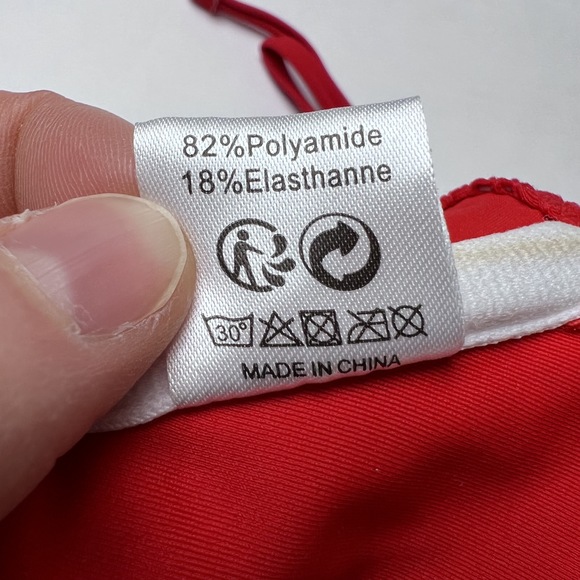 82%Polyamide
18%Elasthanne
30°
MADE IN CHINA